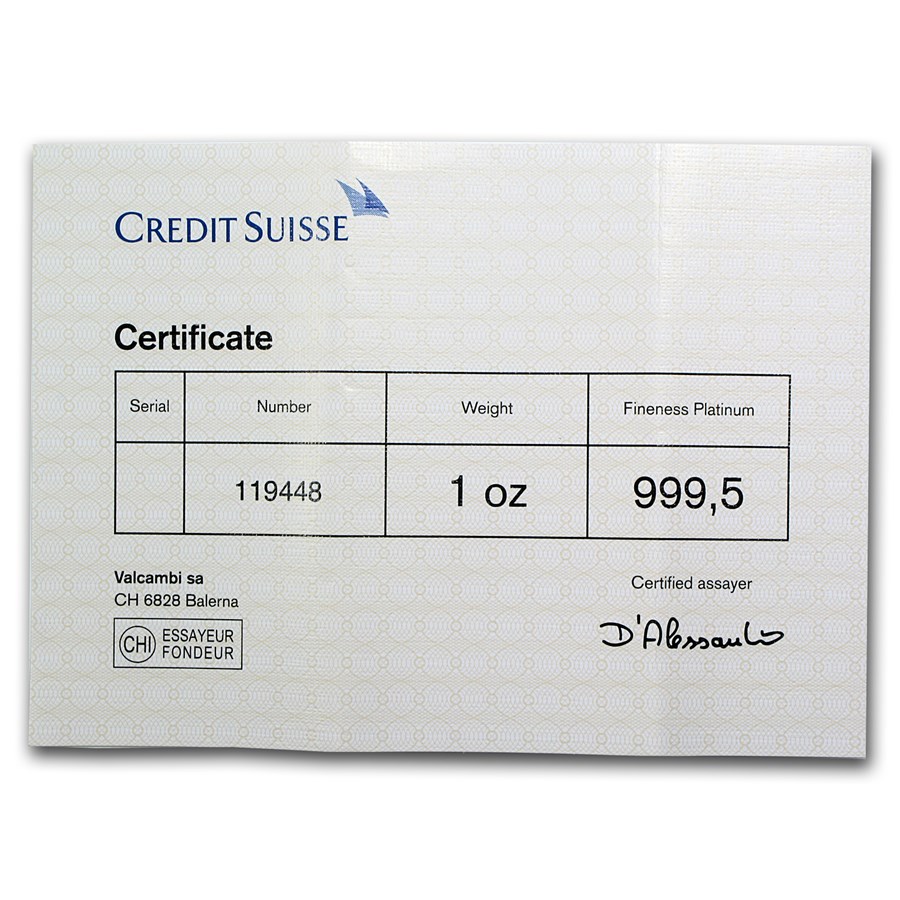 CREDIT SUISSE
Certificate
Serial Number Weight Fineness Platinum
119448 1 oz 999,5
Valcambi sa
CH 6828 Balerna
CHI ESSAYEUR
FONDEUR
Certified assayer